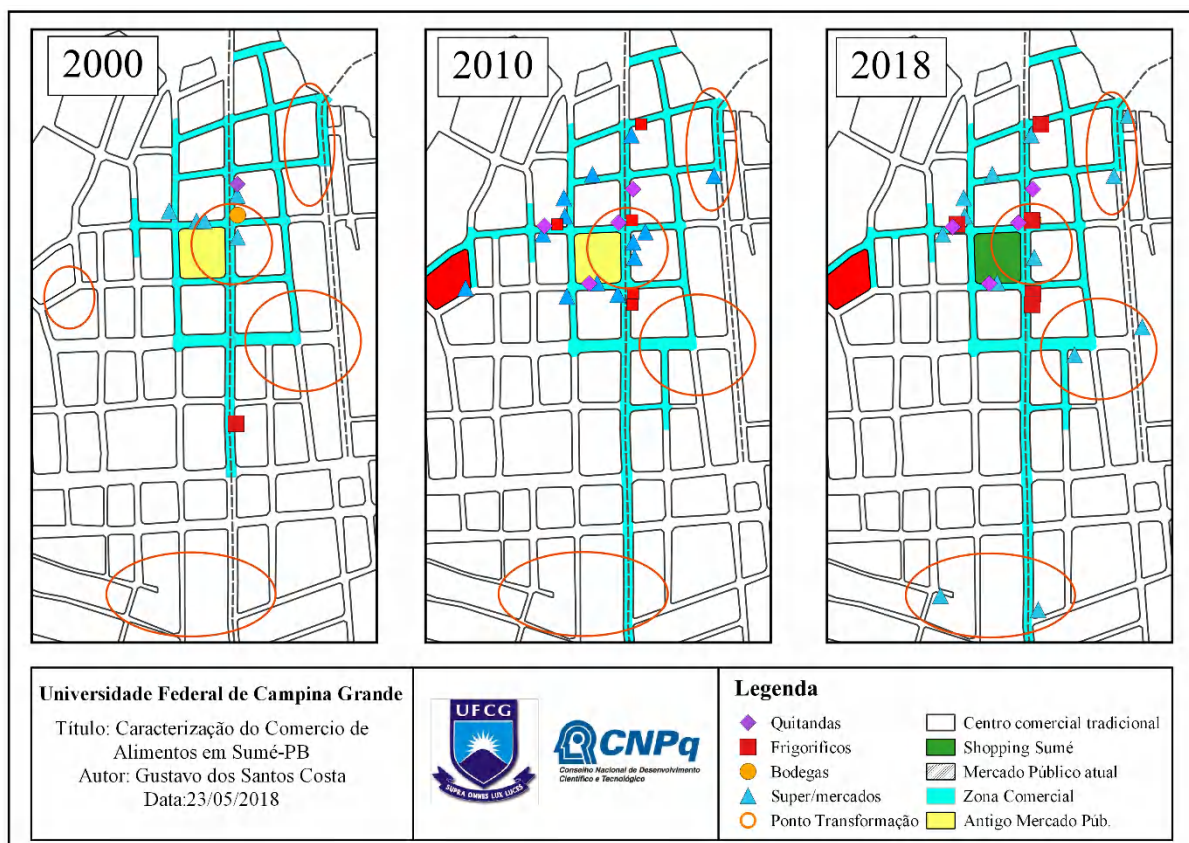 2000
2010
2018
Universidade Federal de Campina Grande
Título: Caracterização do Comercio de
Alimentos em Sumé-PB
Autor: Gustavo dos Santos Costa
Data:23/05/2018
UFCG
SUPRA OMNES LUX LUCES
CNPq
Conselho Nacional de Desenvolvimento
Científico e Tecnológico
Legenda
Quitandas
Frigorificos
Bodegas
Super/mercados
Ponto Transformação
Centro comercial tradicional
Shopping Sumé
Mercado Público atual
Zona Comercial
Antigo Mercado Púb.